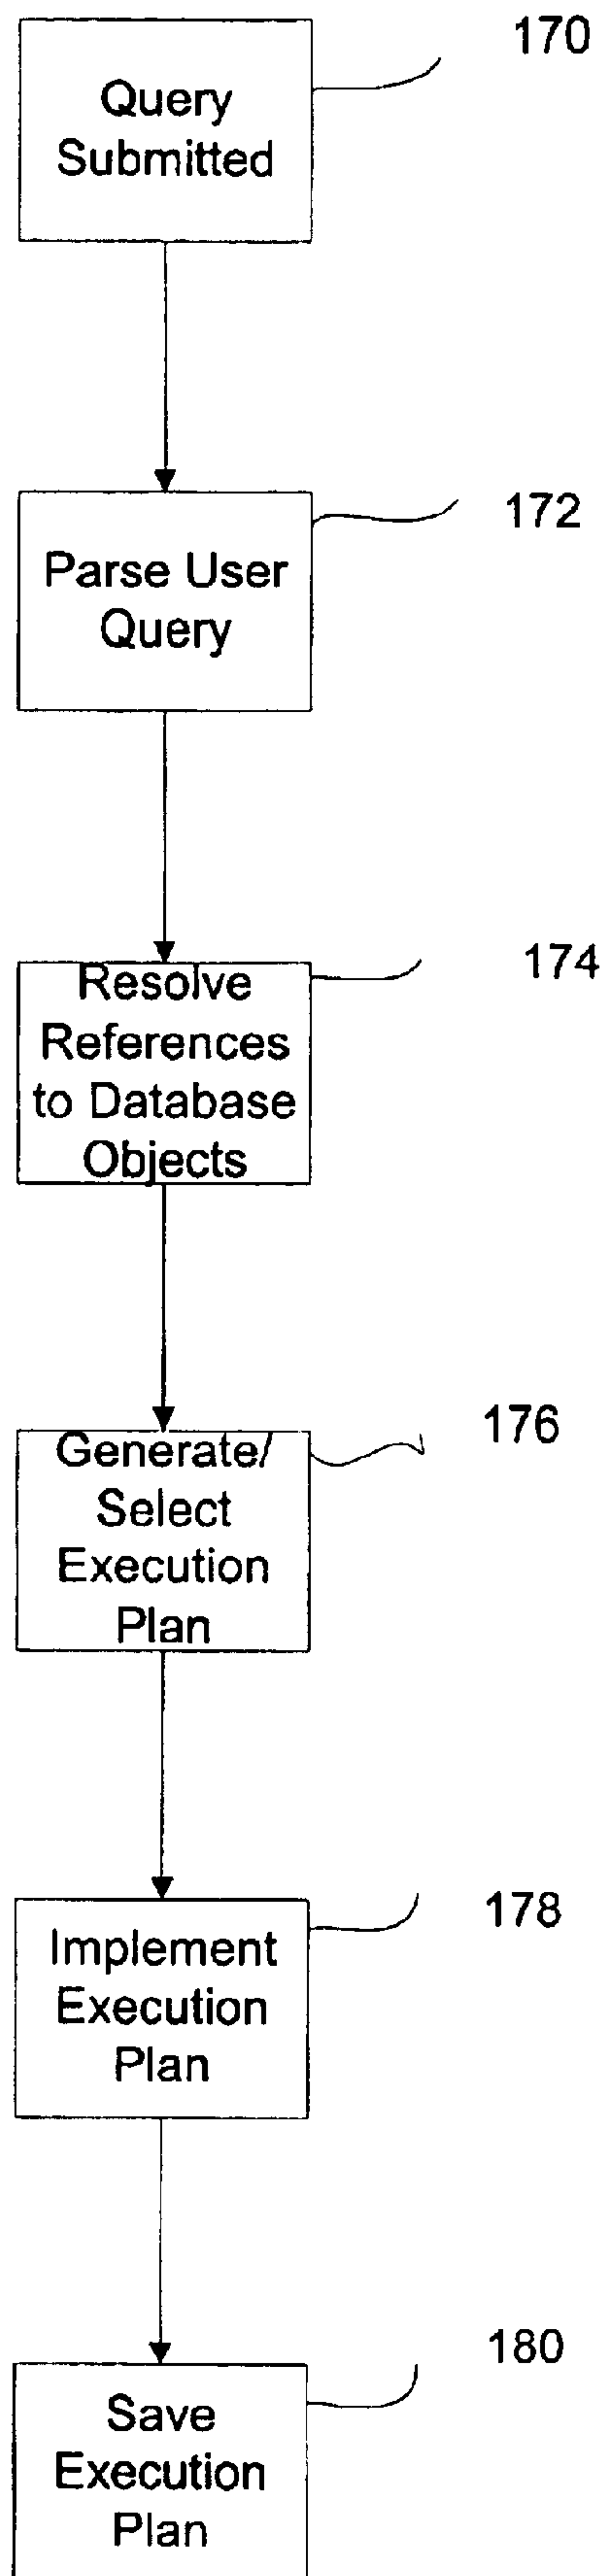 170
Query
Submitted
172
Parse User
Query
174
Resolve
References
to Database
Objects
176
Generate/
Select
Execution
Plan
178
Implement
Execution
Plan
180
Save
Execution
Plan